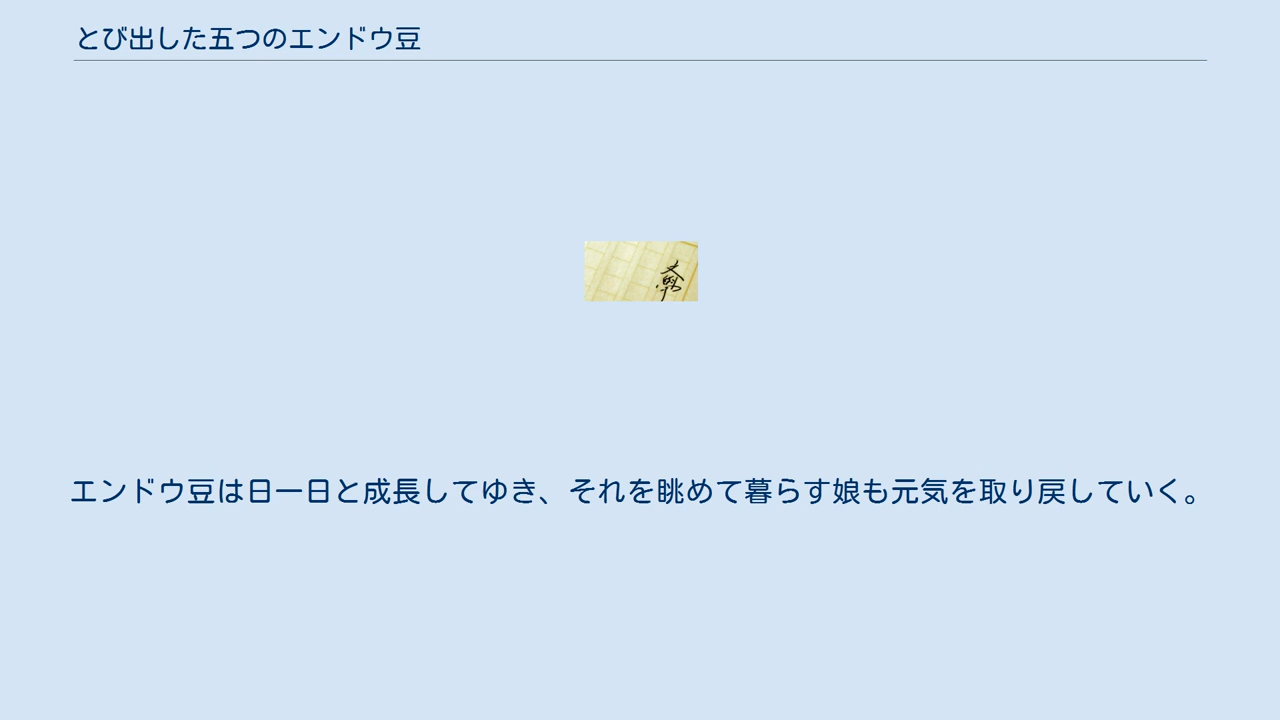 とび出した五つのエンドウ豆
エンドウ豆は日一日と成長してゆき、それを眺めて暮らす娘も元気を取り戻していく。